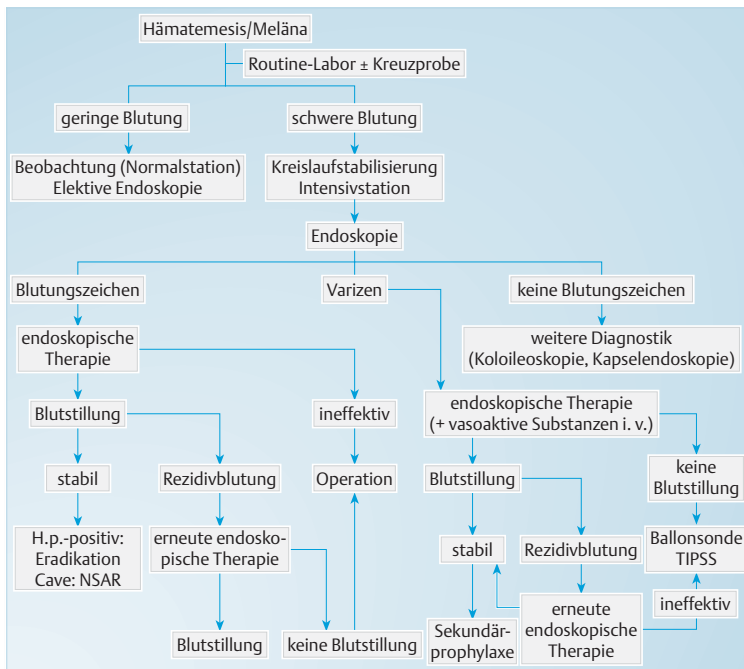 Hämatemesis/Meläna
Routine-Labor ± Kreuzprobe
geringe Blutung
schwere Blutung
Beobachtung (Normalstation)
Elektive Endoskopie
Kreislaufstabilisierung
Intensivstation
Endoskopie
Blutungszeichen
Varizen
keine Blutungszeichen
endoskopische
Therapie
weitere Diagnostik
(Koloileoskopie, Kapselendoskopie)
Blutstillung
ineffektiv
endoskopische Therapie
(+ vasoaktive Substanzen i. v.)
stabil
Rezidivblutung
Operation
Blutstillung
keine
Blutstillung
H.p.-positiv:
Eradikation
Cave: NSAR
erneute endosko-
pische Therapie
stabil
Rezidivblutung
Ballonsonde
TIPSS
Blutstillung
keine Blutstillung
Sekundär-
prophylaxe
erneute
endoskopische
Therapie
ineffektiv